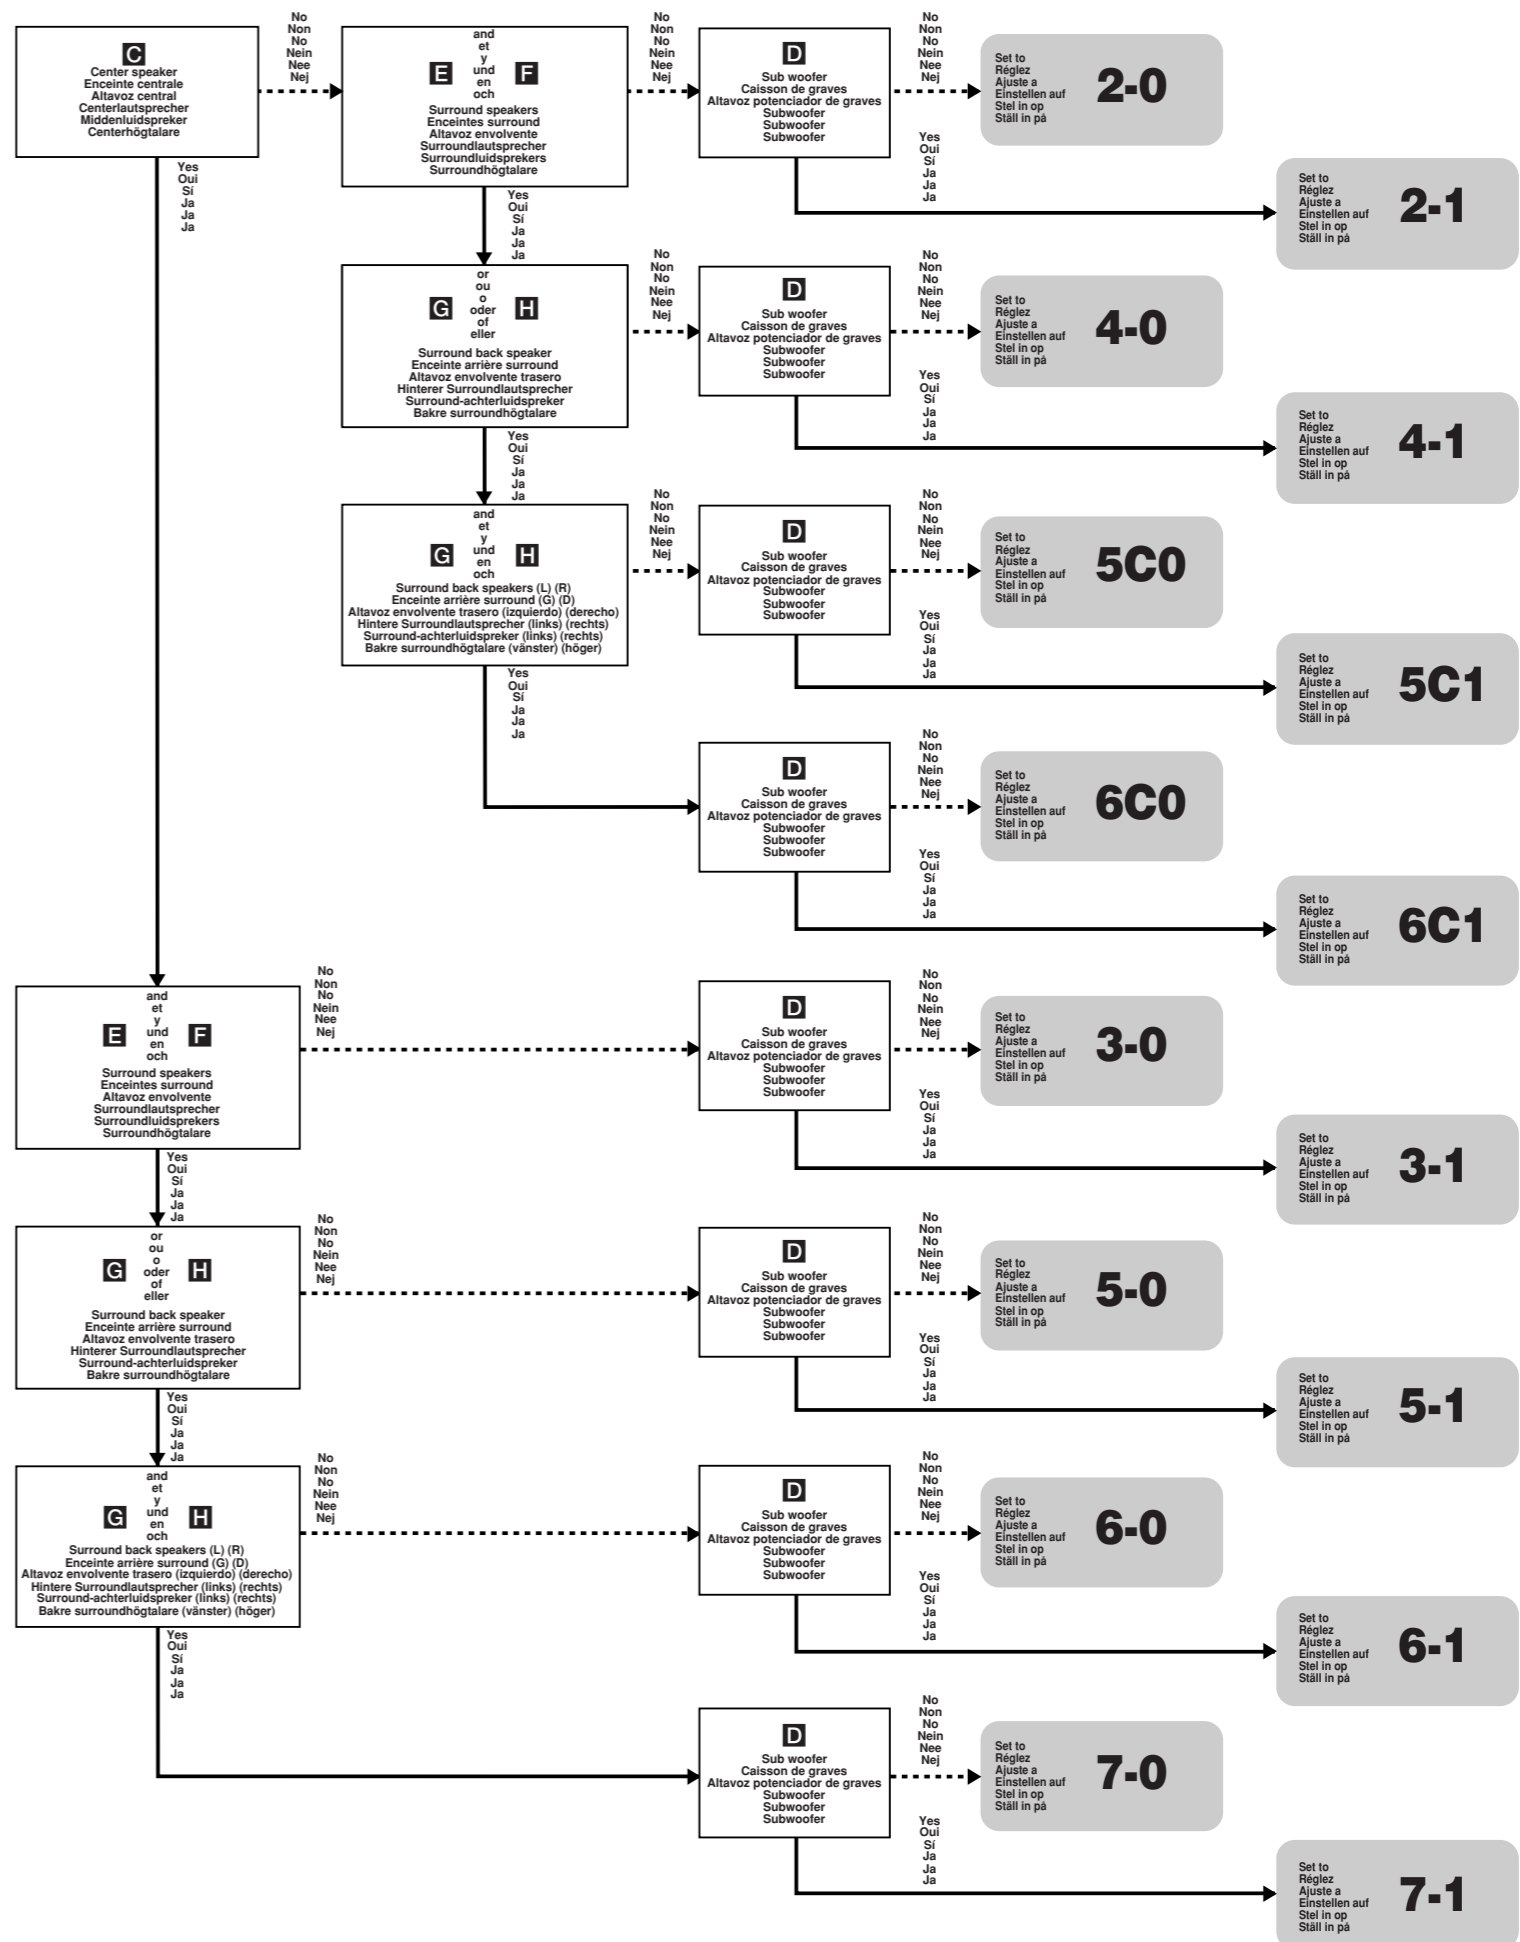 C
Center speaker
Enceinte centrale
Altavoz central
Centerlautsprecher
Middenluidspreker
Centerhögtalare
No
Non
No
Nein
Nee
Nej
Yes
Oui
Sí
Ja
Ja
Ja
and
et
y
E und F
en
och
Surround speakers
Enceintes surround
Altavoz envolvente
Surroundlautsprecher
Surroundluidsprekers
Surroundhögtalare
No
Non
No
Nein
Nee
Nej
Yes
Oui
Sí
Ja
Ja
Ja
D
Sub woofer
Caisson de graves
Altavoz potenciador de graves
Subwoofer
Subwoofer
Subwoofer
No
Non
No
Nein
Nee
Nej
Set to
Réglez
Ajuste a
Einstellen auf
Stel in op
Ställ in på
2-0
Yes
Oui
Sí
Ja
Ja
Ja
Set to
Réglez
Ajuste a
Einstellen auf
Stel in op
Ställ in på
2-1
or
ou
o
G oder H
of
eller
Surround back speaker
Enceinte arrière surround
Altavoz envolvente trasero
Hinterer Surroundlautsprecher
Surround-achterluidspreker
Bakre surroundhögtalare
No
Non
No
Nein
Nee
Nej
Yes
Oui
Sí
Ja
Ja
Ja
D
Sub woofer
Caisson de graves
Altavoz potenciador de graves
Subwoofer
Subwoofer
Subwoofer
No
Non
No
Nein
Nee
Nej
Set to
Réglez
Ajuste a
Einstellen auf
Stel in op
Ställ in på
4-0
Yes
Oui
Sí
Ja
Ja
Ja
Set to
Réglez
Ajuste a
Einstellen auf
Stel in op
Ställ in på
4-1
and
et
y
G und H
en
och
Surround back speakers (L) (R)
Enceinte arrière surround (G) (D)
Altavoz envolvente trasero (izquierdo) (derecho)
Hintere Surroundlautsprecher (links) (rechts)
Surround-achterluidspreker (links) (rechts)
Bakre surroundhögtalare (vänster) (höger)
No
Non
No
Nein
Nee
Nej
Yes
Oui
Sí
Ja
Ja
Ja
D
Sub woofer
Caisson de graves
Altavoz potenciador de graves
Subwoofer
Subwoofer
Subwoofer
No
Non
No
Nein
Nee
Nej
Set to
Réglez
Ajuste a
Einstellen auf
Stel in op
Ställ in på
5C0
Yes
Oui
Sí
Ja
Ja
Ja
Set to
Réglez
Ajuste a
Einstellen auf
Stel in op
Ställ in på
5C1
D
Sub woofer
Caisson de graves
Altavoz potenciador de graves
Subwoofer
Subwoofer
Subwoofer
No
Non
No
Nein
Nee
Nej
Set to
Réglez
Ajuste a
Einstellen auf
Stel in op
Ställ in på
6C0
Yes
Oui
Sí
Ja
Ja
Ja
Set to
Réglez
Ajuste a
Einstellen auf
Stel in op
Ställ in på
6C1
and
et
y
E und F
en
och
Surround speakers
Enceintes surround
Altavoz envolvente
Surroundlautsprecher
Surroundluidsprekers
Surroundhögtalare
No
Non
No
Nein
Nee
Nej
Yes
Oui
Sí
Ja
Ja
Ja
D
Sub woofer
Caisson de graves
Altavoz potenciador de graves
Subwoofer
Subwoofer
Subwoofer
No
Non
No
Nein
Nee
Nej
Set to
Réglez
Ajuste a
Einstellen auf
Stel in op
Ställ in på
3-0
Yes
Oui
Sí
Ja
Ja
Ja
Set to
Réglez
Ajuste a
Einstellen auf
Stel in op
Ställ in på
3-1
or
ou
o
G oder H
of
eller
Surround back speaker
Enceinte arrière surround
Altavoz envolvente trasero
Hinterer Surroundlautsprecher
Surround-achterluidspreker
Bakre surroundhögtalare
No
Non
No
Nein
Nee
Nej
Yes
Oui
Sí
Ja
Ja
Ja
D
Sub woofer
Caisson de graves
Altavoz potenciador de graves
Subwoofer
Subwoofer
Subwoofer
No
Non
No
Nein
Nee
Nej
Set to
Réglez
Ajuste a
Einstellen auf
Stel in op
Ställ in på
5-0
Yes
Oui
Sí
Ja
Ja
Ja
Set to
Réglez
Ajuste a
Einstellen auf
Stel in op
Ställ in på
5-1
and
et
y
G und H
en
och
Surround back speakers (L) (R)
Enceinte arrière surround (G) (D)
Altavoz envolvente trasero (izquierdo) (derecho)
Hintere Surroundlautsprecher (links) (rechts)
Surround-achterluidspreker (links) (rechts)
Bakre surroundhögtalare (vänster) (höger)
No
Non
No
Nein
Nee
Nej
Yes
Oui
Sí
Ja
Ja
Ja
D
Sub woofer
Caisson de graves
Altavoz potenciador de graves
Subwoofer
Subwoofer
Subwoofer
No
Non
No
Nein
Nee
Nej
Set to
Réglez
Ajuste a
Einstellen auf
Stel in op
Ställ in på
6-0
Yes
Oui
Sí
Ja
Ja
Ja
Set to
Réglez
Ajuste a
Einstellen auf
Stel in op
Ställ in på
6-1
D
Sub woofer
Caisson de graves
Altavoz potenciador de graves
Subwoofer
Subwoofer
Subwoofer
No
Non
No
Nein
Nee
Nej
Set to
Réglez
Ajuste a
Einstellen auf
Stel in op
Ställ in på
7-0
Yes
Oui
Sí
Ja
Ja
Ja
Set to
Réglez
Ajuste a
Einstellen auf
Stel in op
Ställ in på
7-1